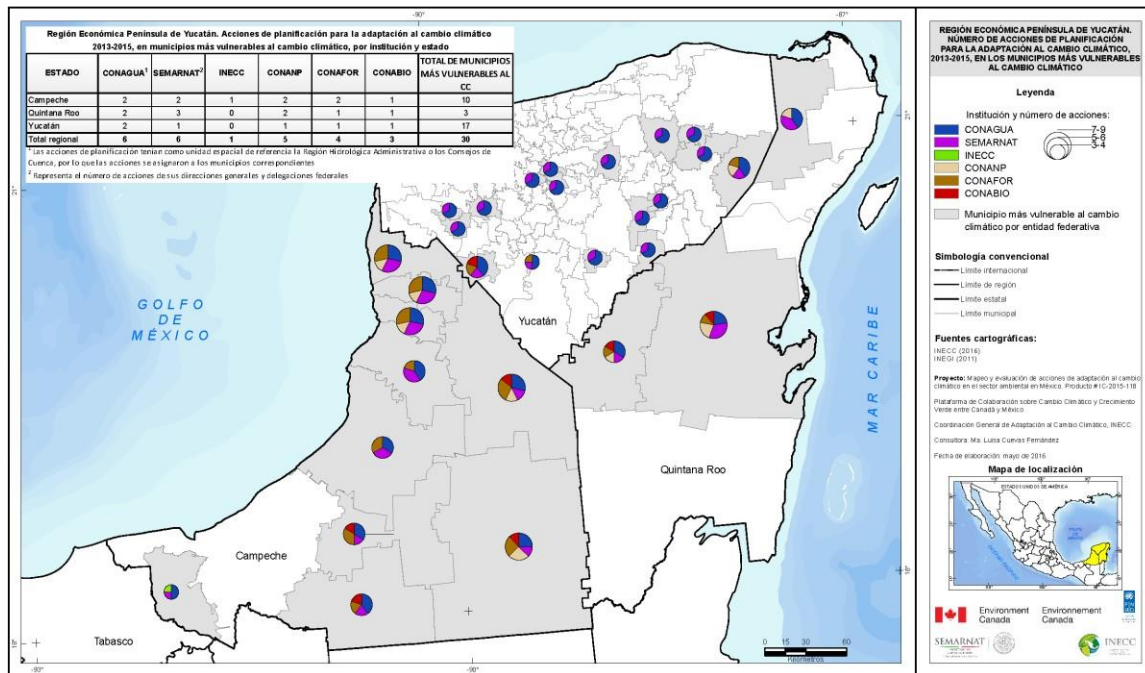 Región Económica Península de Yucatán. Acciones de planificación para la adaptación al cambio climático
2013-2015, en municipios más vulnerables al cambio climático, por institución y estado
ESTADO CONAGUA¹ SEMARNAT² INECC CONANP CONAFOR CONABIO TOTAL DE MUNICIPIOS MÁS VULNERABLES AL CC
Campeche 2 2 1 2 2 1 10
Quintana Roo 2 3 0 2 1 1 3
Yucatán 2 1 0 1 1 1 17
Total regional 6 6 1 5 4 3 30
¹ Las acciones de planificación tenían como unidad espacial de referencia la Región Hidrológica Administrativa o los Consejos de
Cuenca, por lo que las acciones se asignaron a los municipios correspondientes
² Representa el número de acciones de sus direcciones generales y delegaciones federales
-90°
-87°
21°
21°
GOLFO
DE
MÉXICO
Yucatán
MAR CARIBE
Quintana Roo
Campeche
Tabasco
18°
18°
-93°
-90°
0 15 30 60
Kilómetros
REGIÓN ECONÓMICA PENÍNSULA DE YUCATÁN.
NÚMERO DE ACCIONES DE PLANIFICACIÓN
PARA LA ADAPTACIÓN AL CAMBIO CLIMÁTICO,
2013-2015, EN LOS MUNICIPIOS MÁS VULNERABLES
AL CAMBIO CLIMÁTICO
Leyenda
Institución y número de acciones:
CONAGUA
SEMARNAT
INECC
CONANP
CONAFOR
CONABIO
7-9
5-6
3-4
Municipio más vulnerable al cambio
climático por entidad federativa
Simbología convencional
Límite internacional
Límite de región
Límite estatal
Límite municipal
Fuentes cartográficas:
INECC (2016)
INEGI (2011)
Proyecto: Mapeo y evaluación de acciones de adaptación al cambio
climático en el sector ambiental en México. Producto # IC-2015-118
Plataforma de Colaboración sobre Cambio Climático y Crecimiento
Verde entre Canadá y México
Coordinación General de Adaptación al Cambio Climático, INECC
Consultora: Ma. Luisa Cuevas Fernández
Fecha de elaboración: mayo de 2016
Mapa de localización
ESTADOS UNIDOS DE AMÉRICA
Environment
Canada
Environnement
Canada
SEMARNAT
INECC